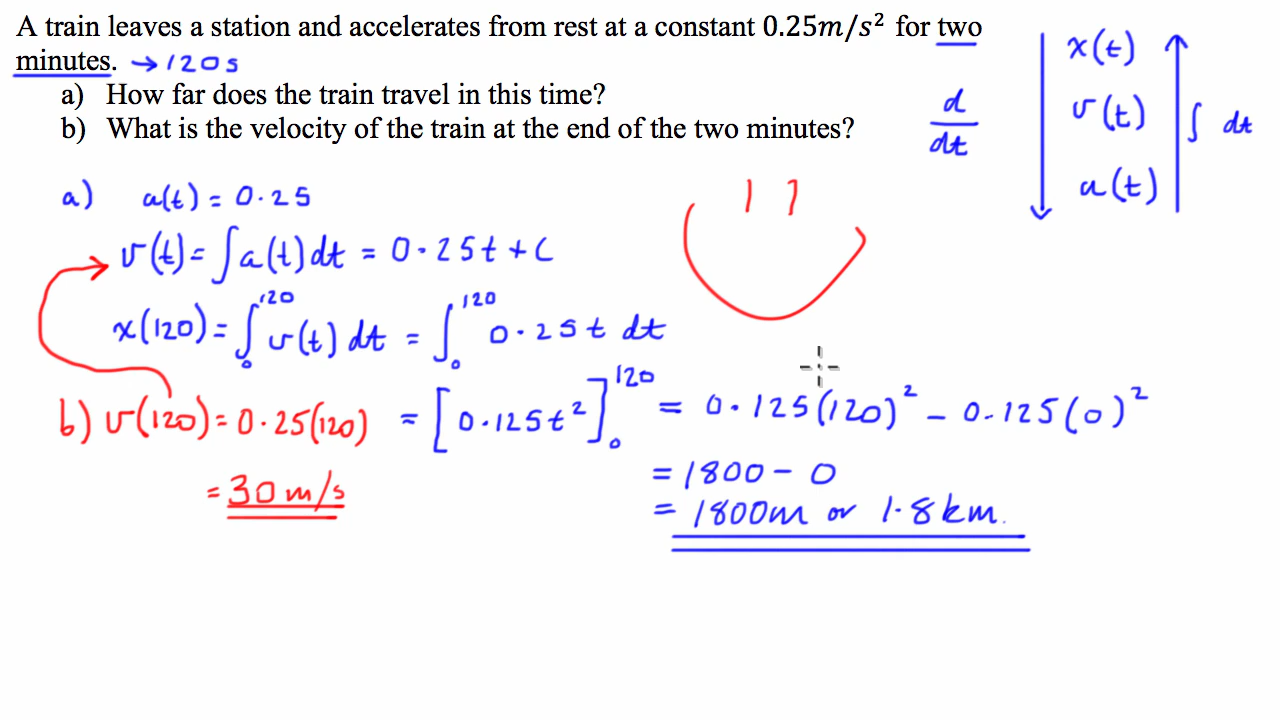 A train leaves a station and accelerates from rest at a constant 0.25m/s² for two
minutes. → 120s
a) How far does the train travel in this time?
b) What is the velocity of the train at the end of the two minutes?
d/dt
x(t)
v(t)
a(t)
∫ dt
a) a(t) = 0.25
v(t) = ∫a(t)dt = 0.25t + C
x(120) = ∫₀¹²⁰ v(t) dt = ∫₀¹²⁰ 0.25t dt
= [0.125t²]₀¹²⁰ = 0.125(120)² - 0.125(0)²
= 1800 - 0
= 1800m or 1.8km.
b) v(120) = 0.25(120)
= 30m/s